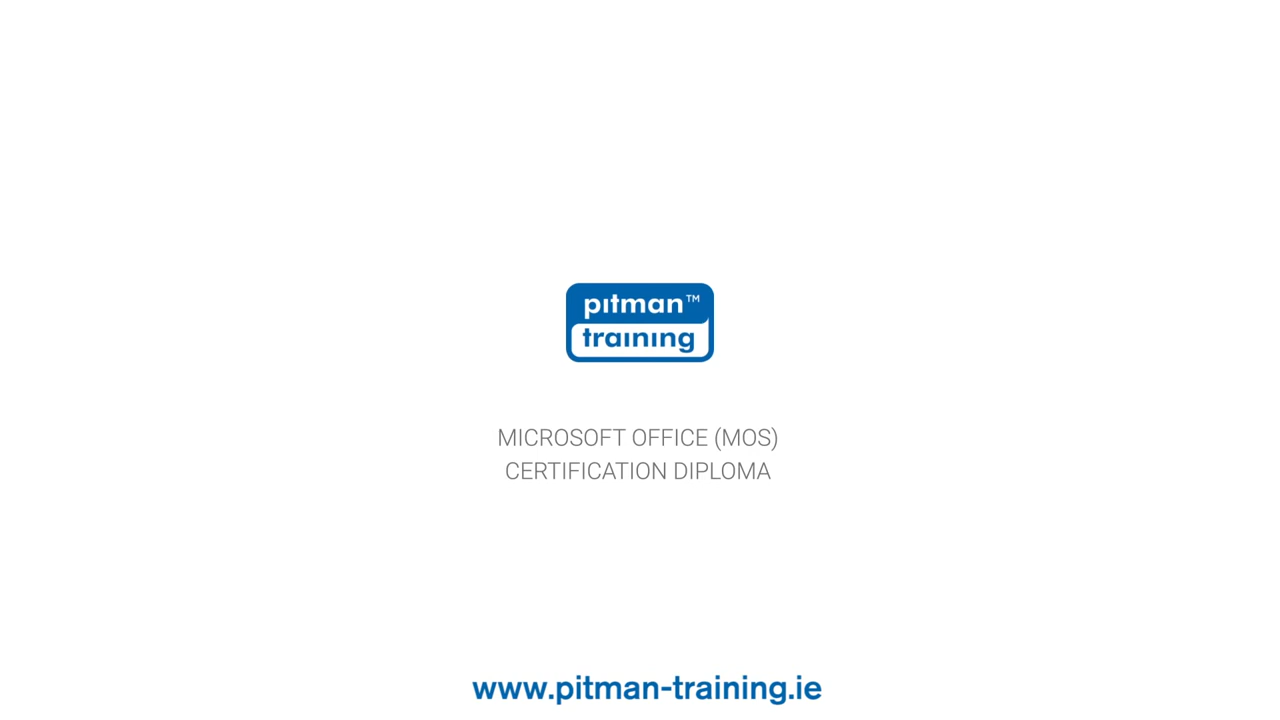 pitman™
training
MICROSOFT OFFICE (MOS)
CERTIFICATION DIPLOMA
www.pitman-training.ie